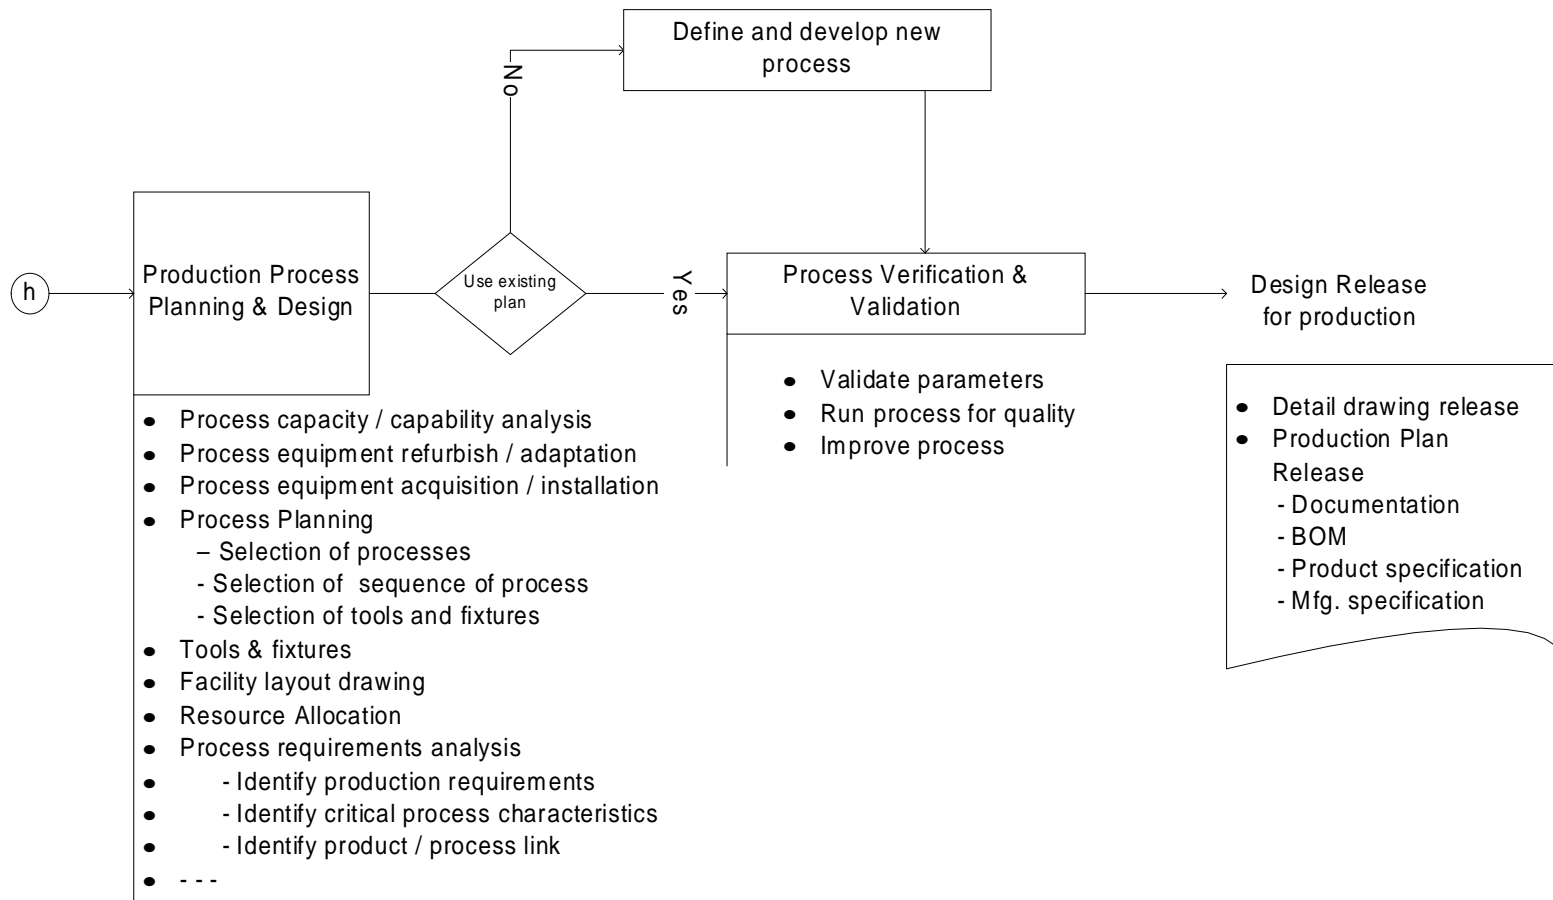 Define and develop new
process
No
h
Production Process
Planning & Design
Use existing
plan
Yes
Process Verification &
Validation
Design Release
for production
● Process capacity / capability analysis
● Process equipment refurbish / adaptation
● Process equipment acquisition / installation
● Process Planning
– Selection of processes
- Selection of sequence of process
- Selection of tools and fixtures
● Tools & fixtures
● Facility layout drawing
● Resource Allocation
● Process requirements analysis
● - Identify production requirements
● - Identify critical process characteristics
● - Identify product / process link
● - - -
● Validate parameters
● Run process for quality
● Improve process
● Detail drawing release
● Production Plan
Release
- Documentation
- BOM
- Product specification
- Mfg. specification